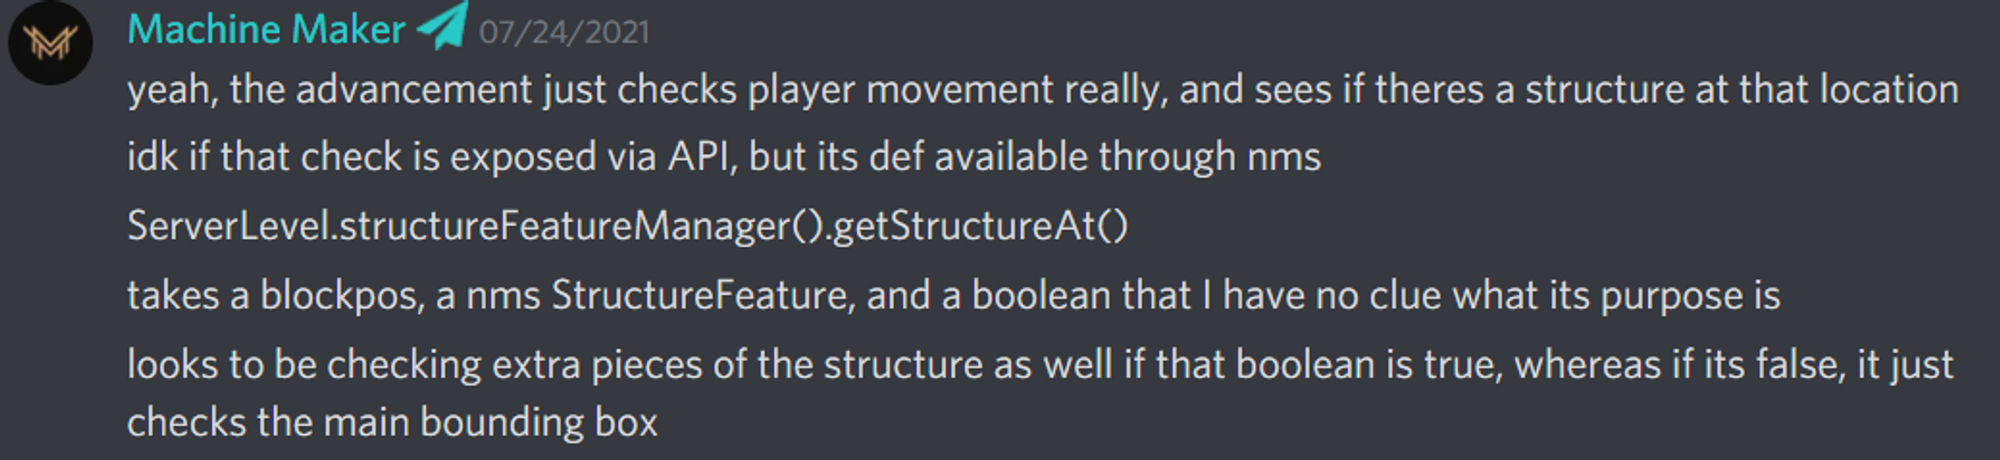 Machine Maker 07/24/2021
yeah, the advancement just checks player movement really, and sees if theres a structure at that location
idk if that check is exposed via API, but its def available through nms
ServerLevel.structureFeatureManager().getStructureAt()
takes a blockpos, a nms StructureFeature, and a boolean that I have no clue what its purpose is
looks to be checking extra pieces of the structure as well if that boolean is true, whereas if its false, it just
checks the main bounding box